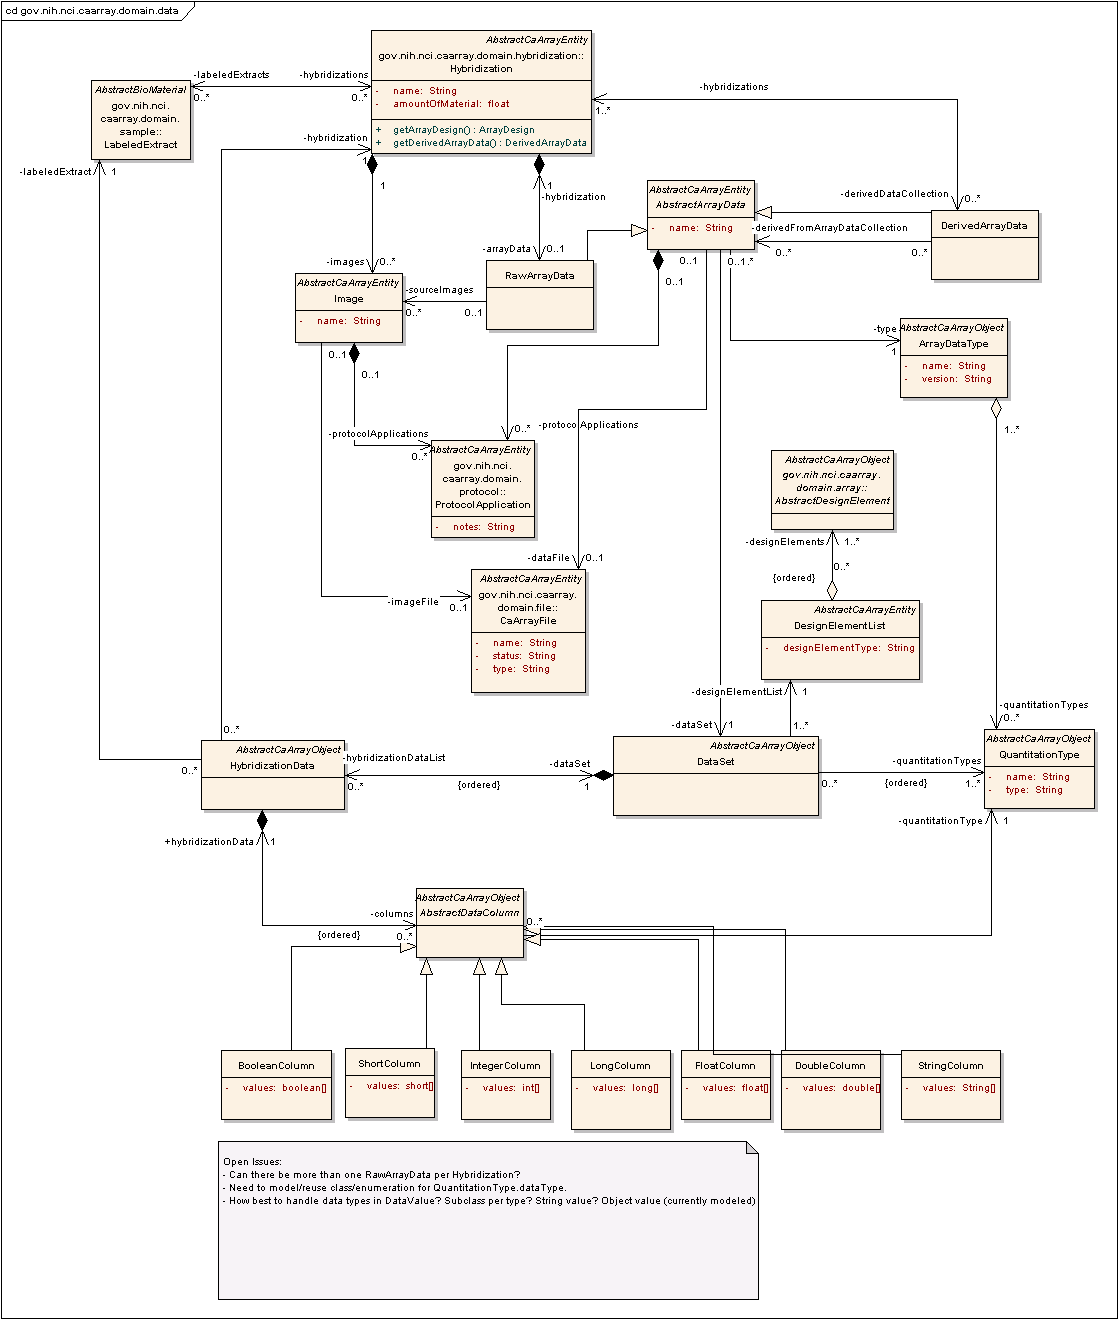 cd gov.nih.nci.caarray.domain.data
AbstractCaArrayEntity
gov.nih.nci.caarray.domain.hybridization::
Hybridization
- name: String
- amountOfMaterial: float
+ getArrayDesign() : ArrayDesign
+ getDerivedArrayData() : DerivedArrayData
-labeledExtracts
-hybridizations
0..*
0..*
AbstractBioMaterial
gov.nih.nci.
caarray.domain.
sample::
LabeledExtract
-labeledExtract
1
-hybridization
1
1
1
-hybridization
-hybridizations
1..*
-derivedDataCollection
0..*
AbstractCaArrayEntity
AbstractArrayData
- name: String
DerivedArrayData
-derivedFromArrayDataCollection
0..*
0..*
-arrayData
0..1
RawArrayData
-images
0..*
AbstractCaArrayEntity
Image
- name: String
-sourceImages
0..*
0..1
0..1
0..1
0..1.*
-type
1
AbstractCaArrayObject
ArrayDataType
- name: String
- version: String
0..1
0..1
1..*
-protocolApplications
0..*
0..*
-protocolApplications
AbstractCaArrayEntity
gov.nih.nci.
caarray.domain.
protocol::
ProtocolApplication
- notes: String
AbstractCaArrayObject
gov.nih.nci.caarray.
domain.array::
AbstractDesignElement
-designElements
1..*
0..*
{ordered}
-dataFile
0..1
-imageFile
0..1
AbstractCaArrayEntity
gov.nih.nci.caarray.
domain.file::
CaArrayFile
- name: String
- status: String
- type: String
AbstractCaArrayEntity
DesignElementList
- designElementType: String
-designElementList
1
1..*
-dataSet
1
-quantitationTypes
0..*
0..*
0..*
AbstractCaArrayObject
HybridizationData
-hybridizationDataList
0..*
{ordered}
-dataSet
1
AbstractCaArrayObject
DataSet
0..*
-quantitationTypes
{ordered}
1..*
AbstractCaArrayObject
QuantitationType
- name: String
- type: String
-quantitationType
1
+hybridizationData
1
-columns
{ordered}
0..*
AbstractCaArrayObject
AbstractDataColumn
0..*
BooleanColumn
- values: boolean[]
ShortColumn
- values: short[]
IntegerColumn
- values: int[]
LongColumn
- values: long[]
FloatColumn
- values: float[]
DoubleColumn
- values: double[]
StringColumn
- values: String[]
Open Issues:
- Can there be more than one RawArrayData per Hybridization?
- Need to model/reuse class/enumeration for QuantitationType.dataType.
- How best to handle data types in DataValue? Subclass per type? String value? Object value (currently modeled)